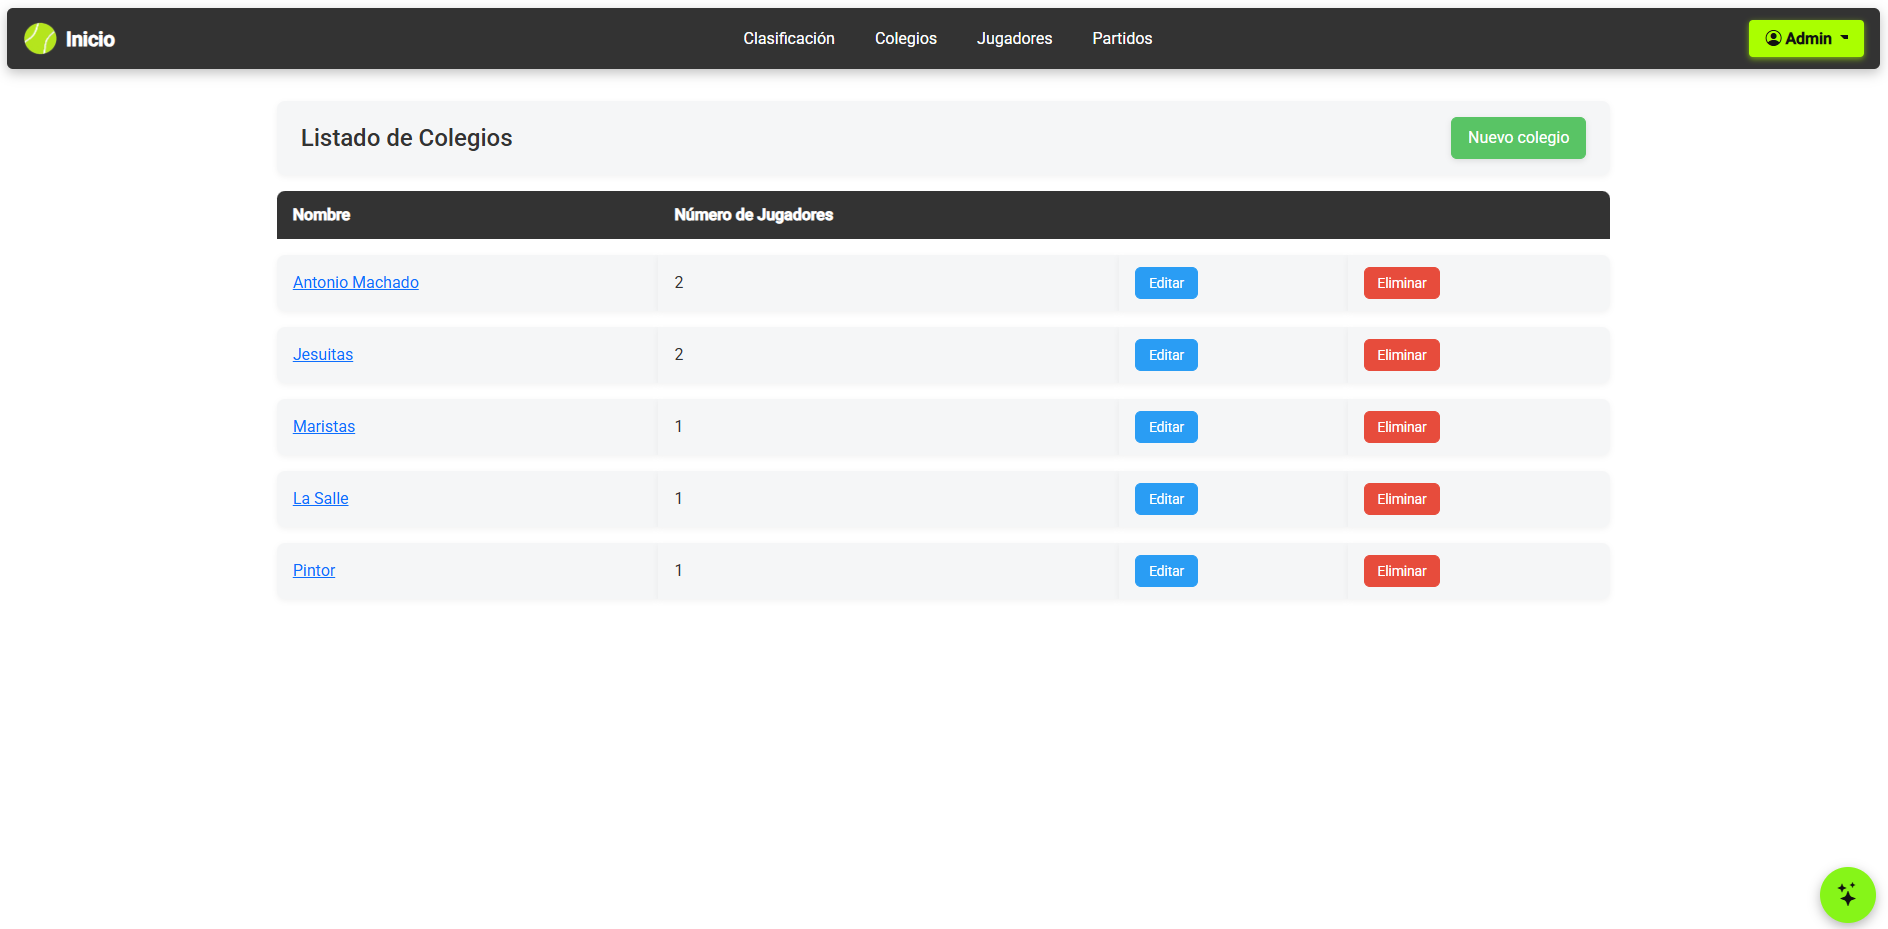 Inicio Clasificación Colegios Jugadores Partidos Admin
Listado de Colegios Nuevo colegio
Nombre Número de Jugadores
Antonio Machado 2 Editar Eliminar
Jesuitas 2 Editar Eliminar
Maristas 1 Editar Eliminar
La Salle 1 Editar Eliminar
Pintor 1 Editar Eliminar